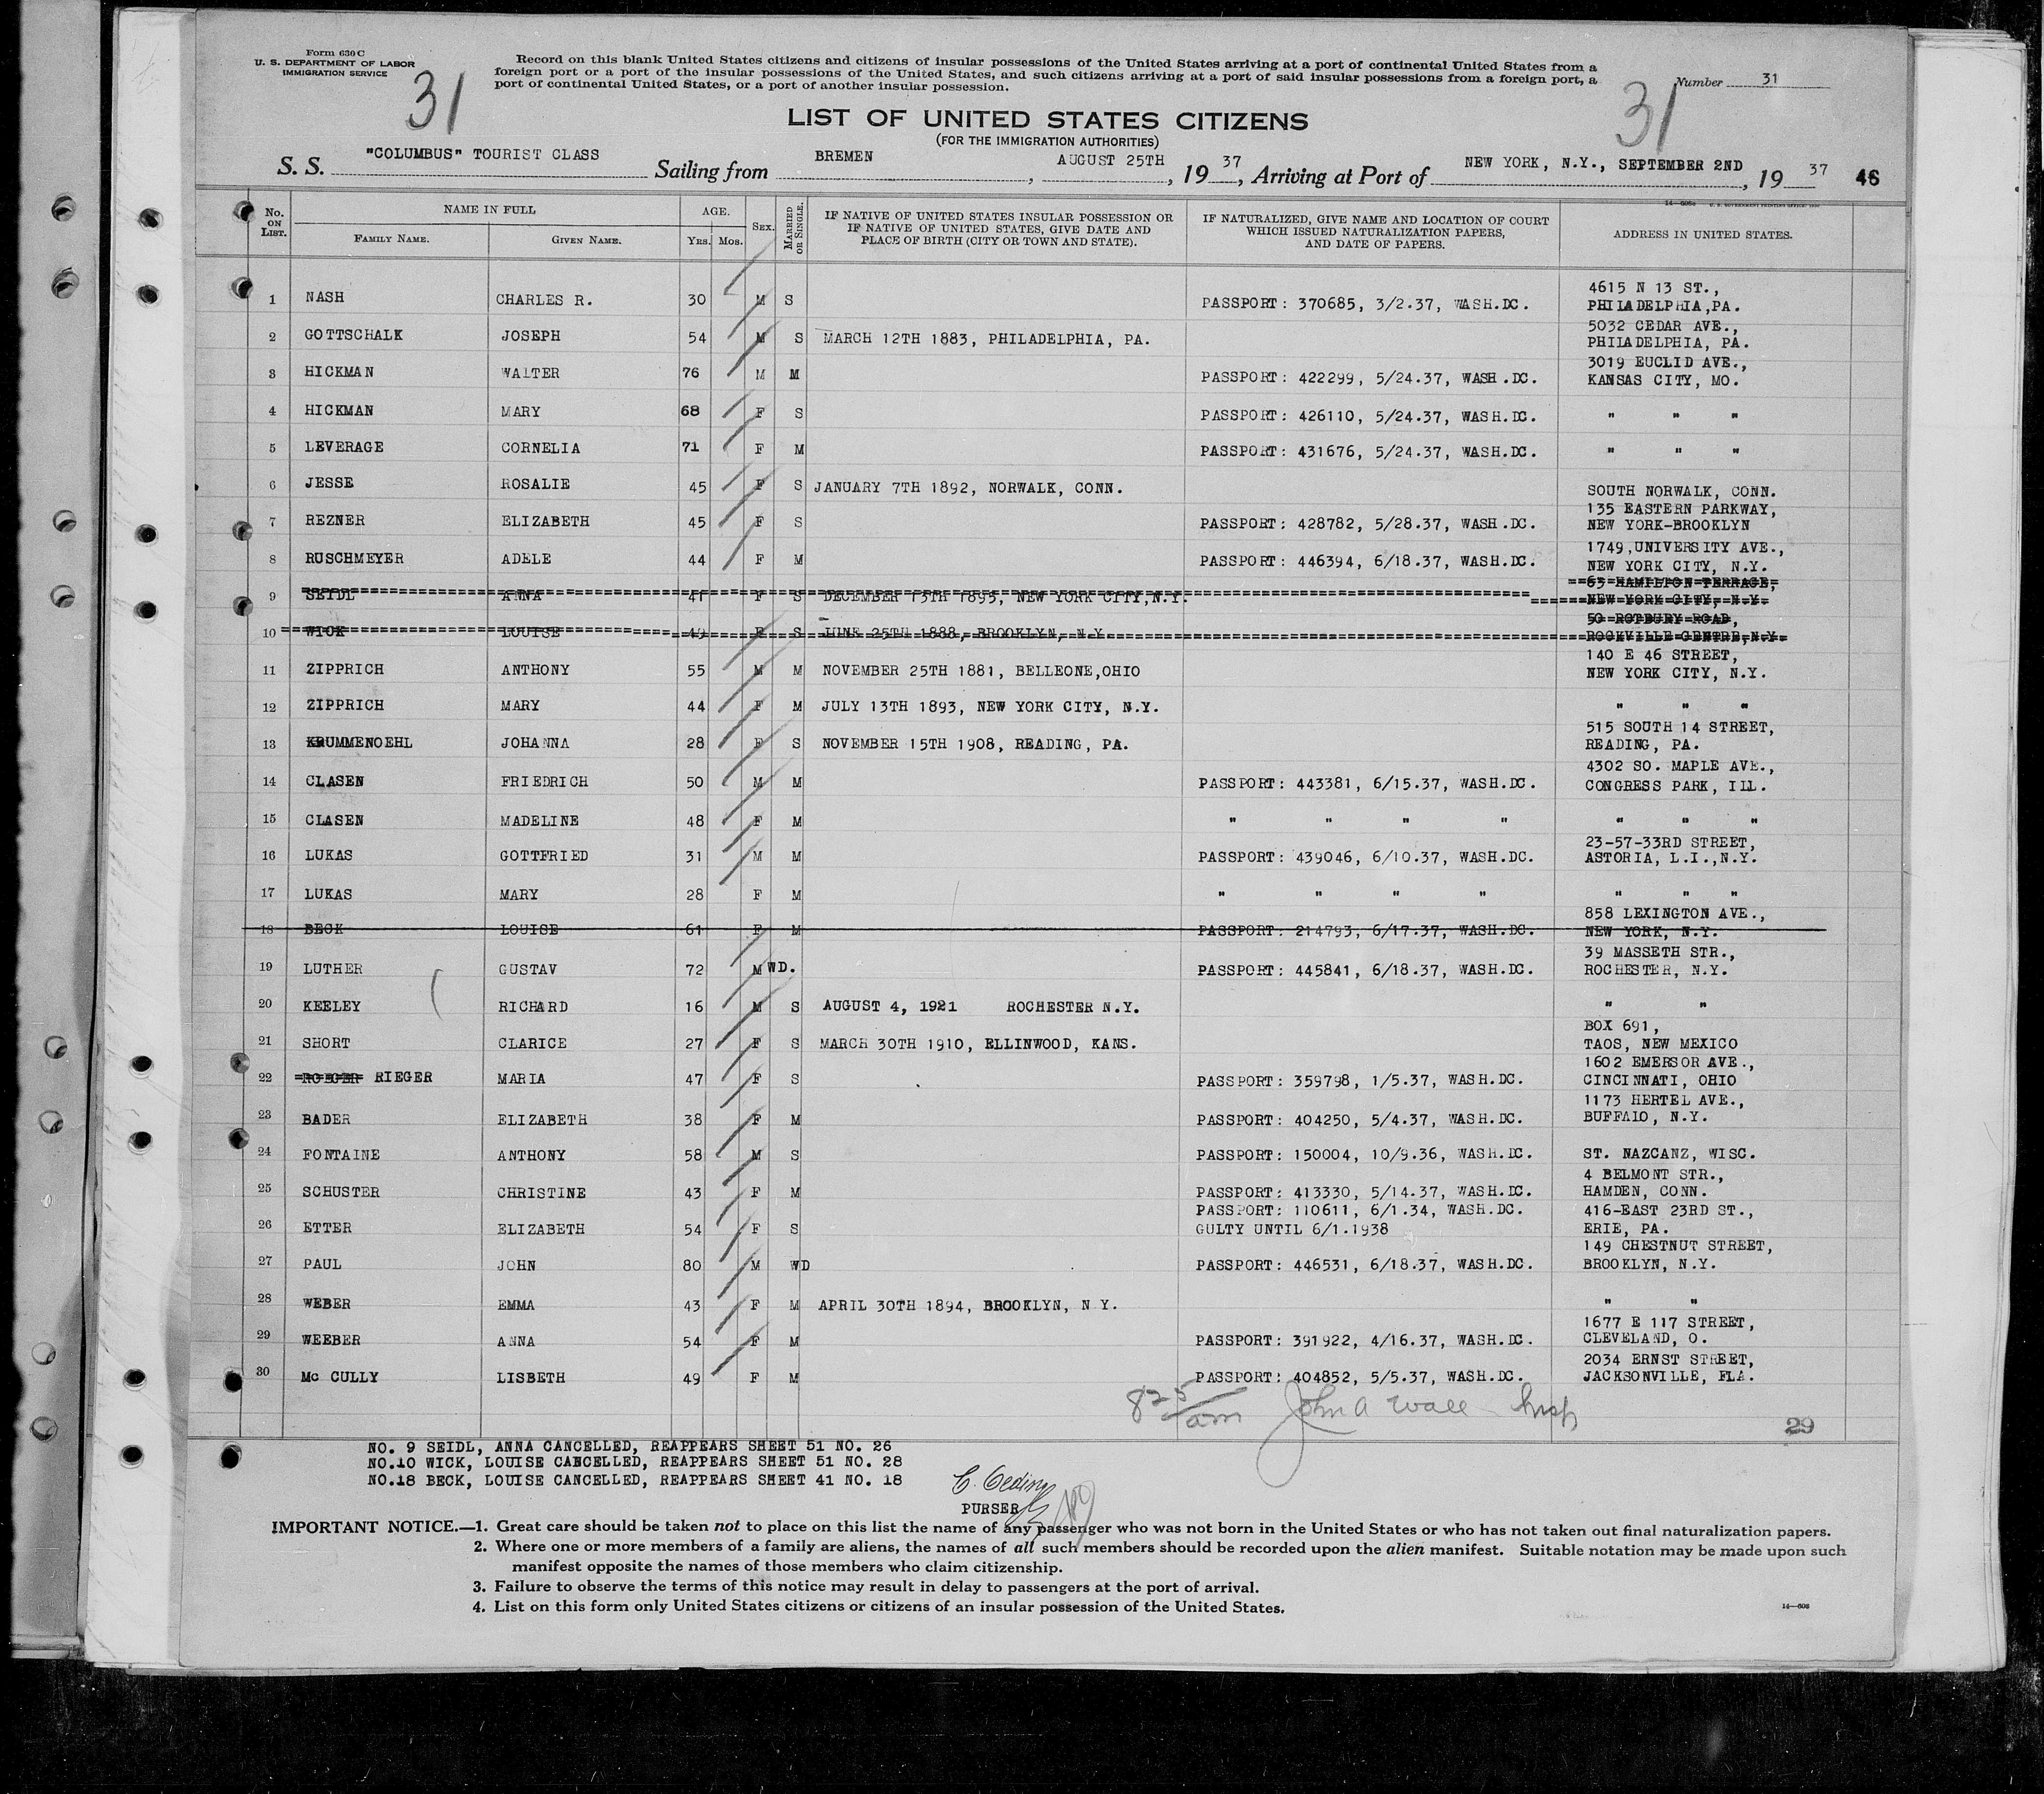 Form 630 C
U. S. DEPARTMENT OF LABOR
IMMIGRATION SERVICE
31
Record on this blank United States citizens and citizens of insular possessions of the United States arriving at a port of continental United States from a
foreign port or a port of the insular possessions of the United States, and such citizens arriving at a port of said insular possessions from a foreign port, a
port of continental United States, or a port of another insular possession.
Number 31
31
LIST OF UNITED STATES CITIZENS
(FOR THE IMMIGRATION AUTHORITIES)
S. S. "COLUMBUS" TOURIST CLASS Sailing from BREMEN, AUGUST 25TH, 19 37, Arriving at Port of NEW YORK, N.Y., SEPTEMBER 2ND, 19 37 46
No. ON LIST. NAME IN FULL FAMILY NAME. GIVEN NAME. AGE. YRS. MOS. SEX. MARRIED OR SINGLE. IF NATIVE OF UNITED STATES INSULAR POSSESSION OR IF NATIVE OF UNITED STATES, GIVE DATE AND PLACE OF BIRTH (CITY OR TOWN AND STATE). IF NATURALIZED, GIVE NAME AND LOCATION OF COURT WHICH ISSUED NATURALIZATION PAPERS, AND DATE OF PAPERS. ADDRESS IN UNITED STATES.
1 NASH CHARLES R. 30 M S PASSPORT: 370685, 3/2.37, WASH.DC. 4615 N 13 ST., PHILADELPHIA,PA.
2 GOTTSCHALK JOSEPH 54 M S MARCH 12TH 1883, PHILADELPHIA, PA. 5032 CEDAR AVE., PHILADELPHIA, PA.
3 HICKMAN WALTER 76 M M PASSPORT: 422299, 5/24.37, WASH.DC. 3019 EUCLID AVE., KANSAS CITY, MO.
4 HICKMAN MARY 68 F S PASSPORT: 426110, 5/24.37, WASH.DC. " " "
5 LEVERAGE CORNELIA 71 F M PASSPORT: 431676, 5/24.37, WASH.DC. " " "
6 JESSE ROSALIE 45 F S JANUARY 7TH 1892, NORWALK, CONN. SOUTH NORWALK, CONN.
7 REZNER ELIZABETH 45 F S PASSPORT: 428782, 5/28.37, WASH.DC. 135 EASTERN PARKWAY, NEW YORK-BROOKLYN
8 RUSCHMEYER ADELE 44 F M PASSPORT: 446394, 6/18.37, WASH.DC. 1749,UNIVERSITY AVE., NEW YORK CITY, N.Y.
9 SEIDL ANNA 41 F S DECEMBER 13TH 1895, NEW YORK CITY,N.Y. 63 HAMILTON TERRACE, NEW YORK CITY, N.Y.
10 WICK LOUISE 49 F S JUNE 25TH 1888, BROOKLYN, N.Y. 50 ROTBURY ROAD, ROCKVILLE CENTRE,N.Y.
11 ZIPPRICH ANTHONY 55 M M NOVEMBER 25TH 1881, BELLEONE,OHIO 140 E 46 STREET, NEW YORK CITY, N.Y.
12 ZIPPRICH MARY 44 F M JULY 13TH 1893, NEW YORK CITY, N.Y. " " "
13 KRUMMENOEHL JOHANNA 28 F S NOVEMBER 15TH 1908, READING, PA. 515 SOUTH 14 STREET, READING, PA.
14 CLASEN FRIEDRICH 50 M M PASSPORT: 443381, 6/15.37, WASH.DC. 4302 SO. MAPLE AVE., CONGRESS PARK, ILL.
15 CLASEN MADELINE 48 F M " " " " " " "
16 LUKAS GOTTFRIED 31 M M PASSPORT: 439046, 6/10.37, WASH.DC. 23-57-33RD STREET, ASTORIA, L.I.,N.Y.
17 LUKAS MARY 28 F M " " " " " " "
18 BECK LOUISE 61 F M PASSPORT: 214793, 6/17.37, WASH.DC. 858 LEXINGTON AVE., NEW YORK, N.Y.
19 LUTHER GUSTAV 72 M WD. PASSPORT: 445841, 6/18.37, WASH.DC. 39 MASSETH STR., ROCHESTER, N.Y.
20 KEELEY RICHARD 16 M S AUGUST 4, 1921 ROCHESTER N.Y. " "
21 SHORT CLARICE 27 F S MARCH 30TH 1910, ELLINWOOD, KANS. BOX 691, TAOS, NEW MEXICO
22 ROEGER RIEGER MARIA 47 F S PASSPORT: 359798, 1/5.37, WASH.DC. 1602 EMERSOR AVE., CINCINNATI, OHIO
23 BADER ELIZABETH 38 F M PASSPORT: 404250, 5/4.37, WASH.DC. 1173 HERTEL AVE., BUFFALO, N.Y.
24 FONTAINE ANTHONY 58 M S PASSPORT: 150004, 10/9.36, WASH.DC. ST. NAZCANZ, WISC.
25 SCHUSTER CHRISTINE 43 F M PASSPORT: 413330, 5/14.37, WASH.DC. 4 BELMONT STR., HAMDEN, CONN.
26 ETTER ELIZABETH 54 F S PASSPORT: 110611, 6/1.34, WASH.DC. GULTY UNTIL 6/1.1938 416-EAST 23RD ST., ERIE, PA.
27 PAUL JOHN 80 M WD PASSPORT: 446531, 6/18.37, WASH.DC. 149 CHESTNUT STREET, BROOKLYN, N.Y.
28 WEBER EMMA 43 F M APRIL 30TH 1894, BROOKLYN, N.Y. " "
29 WEEBER ANNA 54 F M PASSPORT: 391922, 4/16.37, WASH.DC. 1677 E 117 STREET, CLEVELAND, O.
30 Mc CULLY LISBETH 49 F M PASSPORT: 404852, 5/5.37, WASH.DC. 2034 ERNST STREET, JACKSONVILLE, FLA.
825 am John A Wall Insp
29
NO. 9 SEIDL, ANNA CANCELLED, REAPPEARS SHEET 51 NO. 26
NO.10 WICK, LOUISE CANCELLED, REAPPEARS SHEET 51 NO. 28
NO.18 BECK, LOUISE CANCELLED, REAPPEARS SHEET 41 NO. 18
PURSER
IMPORTANT NOTICE.—1. Great care should be taken not to place on this list the name of any passenger who was not born in the United States or who has not taken out final naturalization papers.
2. Where one or more members of a family are aliens, the names of all such members should be recorded upon the alien manifest. Suitable notation may be made upon such
manifest opposite the names of those members who claim citizenship.
3. Failure to observe the terms of this notice may result in delay to passengers at the port of arrival.
4. List on this form only United States citizens or citizens of an insular possession of the United States.
14—608